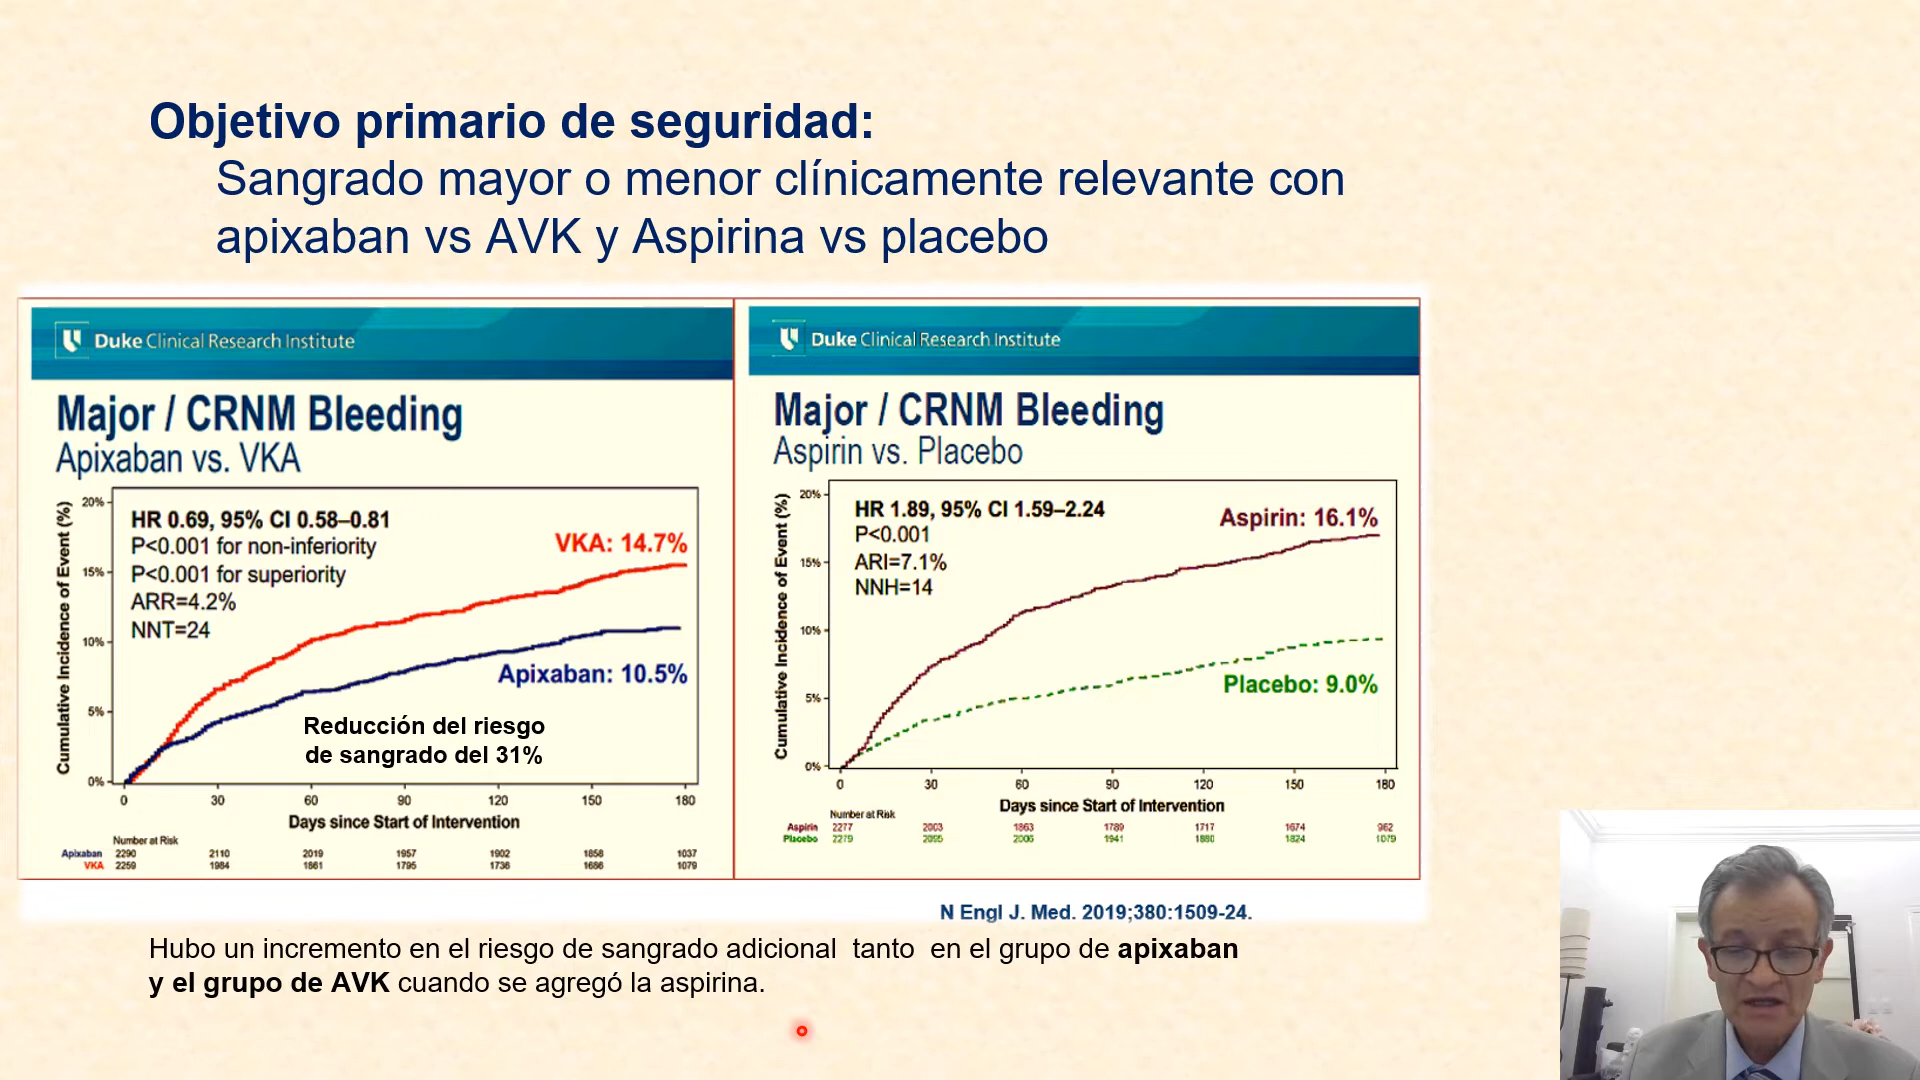 Objetivo primario de seguridad:
Sangrado mayor o menor clínicamente relevante con
apixaban vs AVK y Aspirina vs placebo
Duke Clinical Research Institute
Major / CRNM Bleeding
Apixaban vs. VKA
Cumulative Incidence of Event (%)
20%
15%
10%
5%
0%
HR 0.69, 95% CI 0.58–0.81
P<0.001 for non-inferiority
P<0.001 for superiority
ARR=4.2%
NNT=24
VKA: 14.7%
Apixaban: 10.5%
Reducción del riesgo
de sangrado del 31%
0 30 60 90 120 150 180
Days since Start of Intervention
Number at Risk
Apixaban 2290 2110 2019 1957 1902 1858 1037
VKA 2259 1984 1861 1795 1736 1686 1079
Duke Clinical Research Institute
Major / CRNM Bleeding
Aspirin vs. Placebo
Cumulative Incidence of Event (%)
20%
15%
10%
5%
0%
HR 1.89, 95% CI 1.59–2.24
P<0.001
ARI=7.1%
NNH=14
Aspirin: 16.1%
Placebo: 9.0%
0 30 60 90 120 150 180
Days since Start of Intervention
Number at Risk
Aspirin 2277 2003 1863 1789 1717 1674 962
Placebo 2279 2095 2006 1941 1824 1079
N Engl J. Med. 2019;380:1509-24.
Hubo un incremento en el riesgo de sangrado adicional tanto en el grupo de apixaban
y el grupo de AVK cuando se agregó la aspirina.